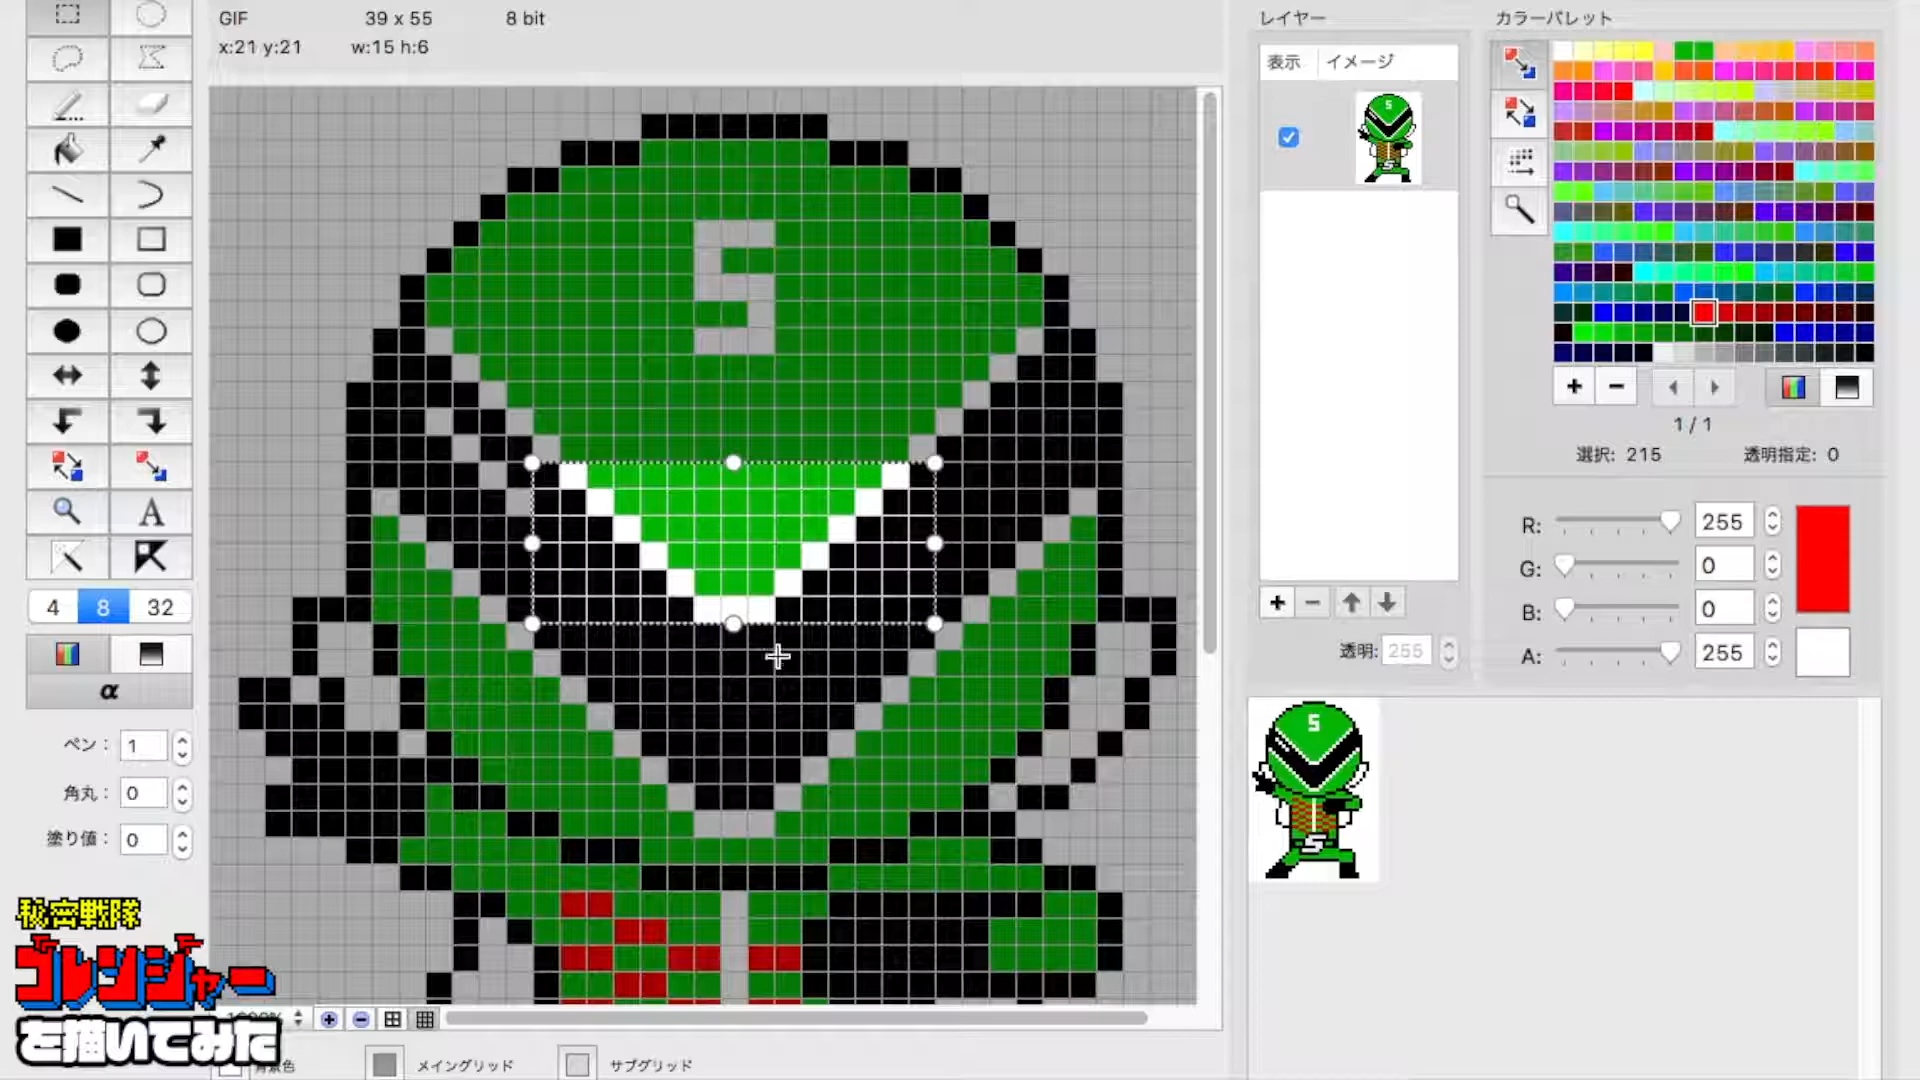 GIF 39 x 55 8 bit
x:21 y:21 w:15 h:6
レイヤー
カラーパレット
表示 イメージ
5
A
4 8 32
α
ペン： 1
角丸： 0
塗り値： 0
1 / 1
選択: 215 透明指定: 0
R: 255
G: 0
B: 0
A: 255
透明: 255
メイングリッド
サブグリッド
秘密戦隊
ゴレンジャー
を描いてみた